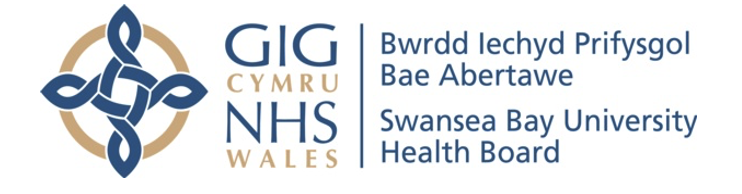 GIG
CYMRU
NHS
WALES
Bwrdd Iechyd Prifysgol
Bae Abertawe
Swansea Bay University
Health Board